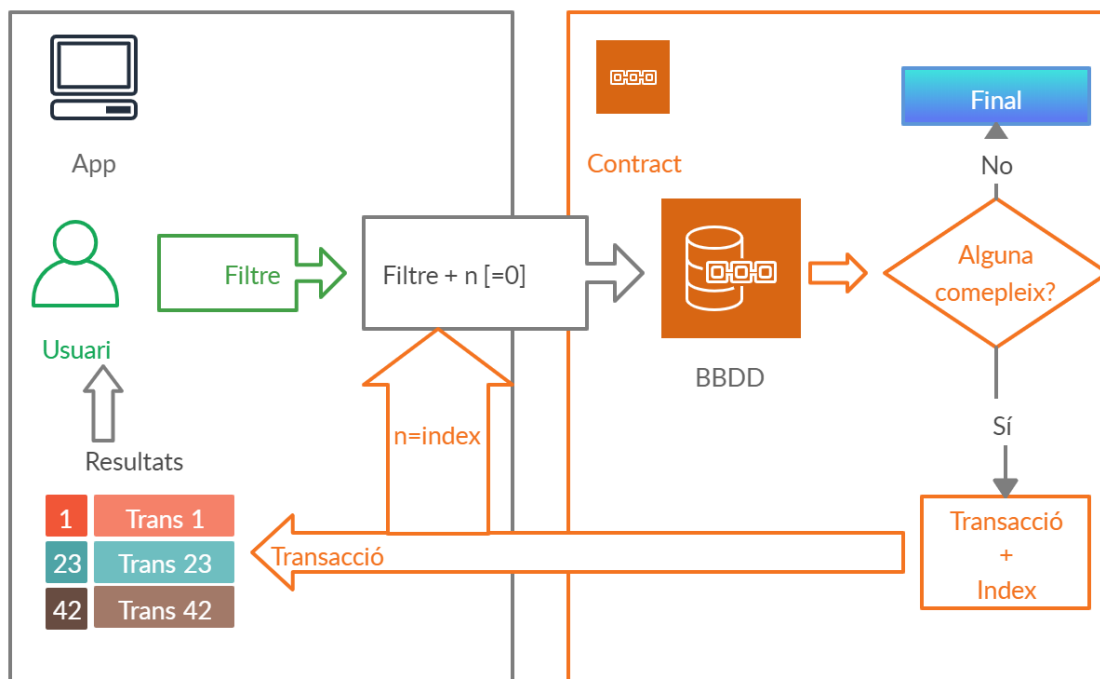 App
Contract
Final
No
Usuari
Filtre
Filtre + n [=0]
BBDD
Alguna
comepleix?
Sí
n=index
Resultats
1 Trans 1
23 Trans 23
42 Trans 42
Transacció
Transacció
+
Index